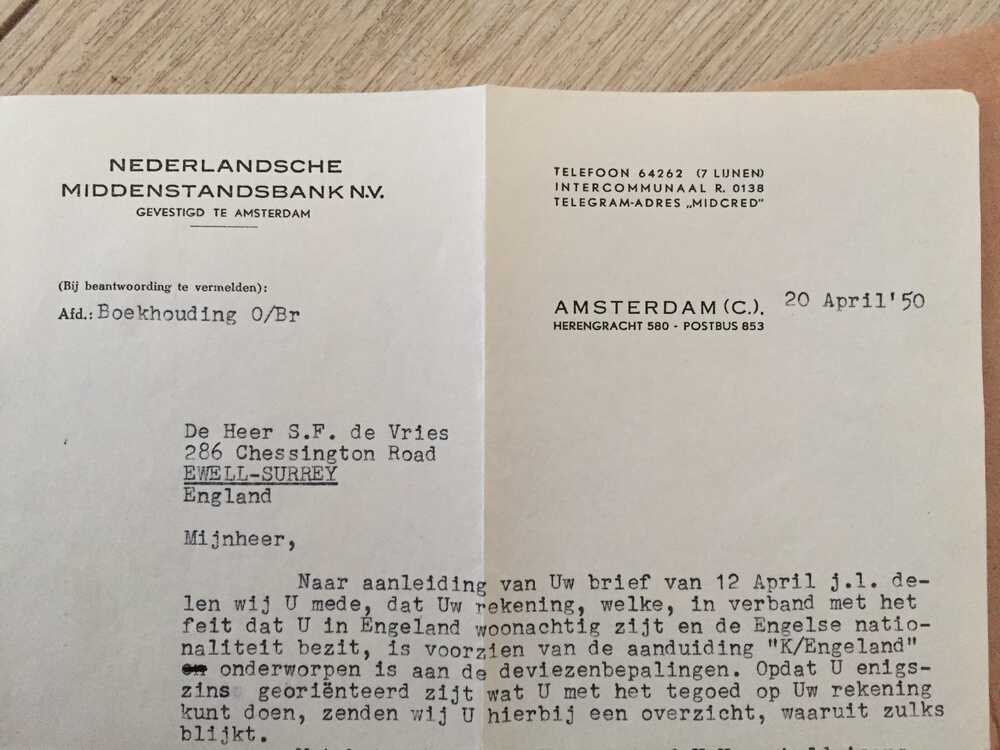 NEDERLANDSCHE
MIDDENSTANDSBANK N.V.
GEVESTIGD TE AMSTERDAM
TELEFOON 64262 (7 LIJNEN)
INTERCOMMUNAAL R. 0138
TELEGRAM-ADRES „MIDCRED"
(Bij beantwoording te vermelden):
Afd.: Boekhouding O/Br
AMSTERDAM (C.). 20 April'50
HERENGRACHT 580 - POSTBUS 853
De Heer S.F. de Vries
286 Chessington Road
EWELL-SURREY
England
Mijnheer,
Naar aanleiding van Uw brief van 12 April j.l. de-
len wij U mede, dat Uw rekening, welke, in verband met het
feit dat U in Engeland woonachtig zijt en de Engelse natio-
naliteit bezit, is voorzien van de aanduiding "K/Engeland"
onderworpen is aan de deviezenbepalingen. Opdat U enigs-
zins georiënteerd zijt wat U met het tegoed op Uw rekening
kunt doen, zenden wij U hierbij een overzicht, waaruit zulks
blijkt.